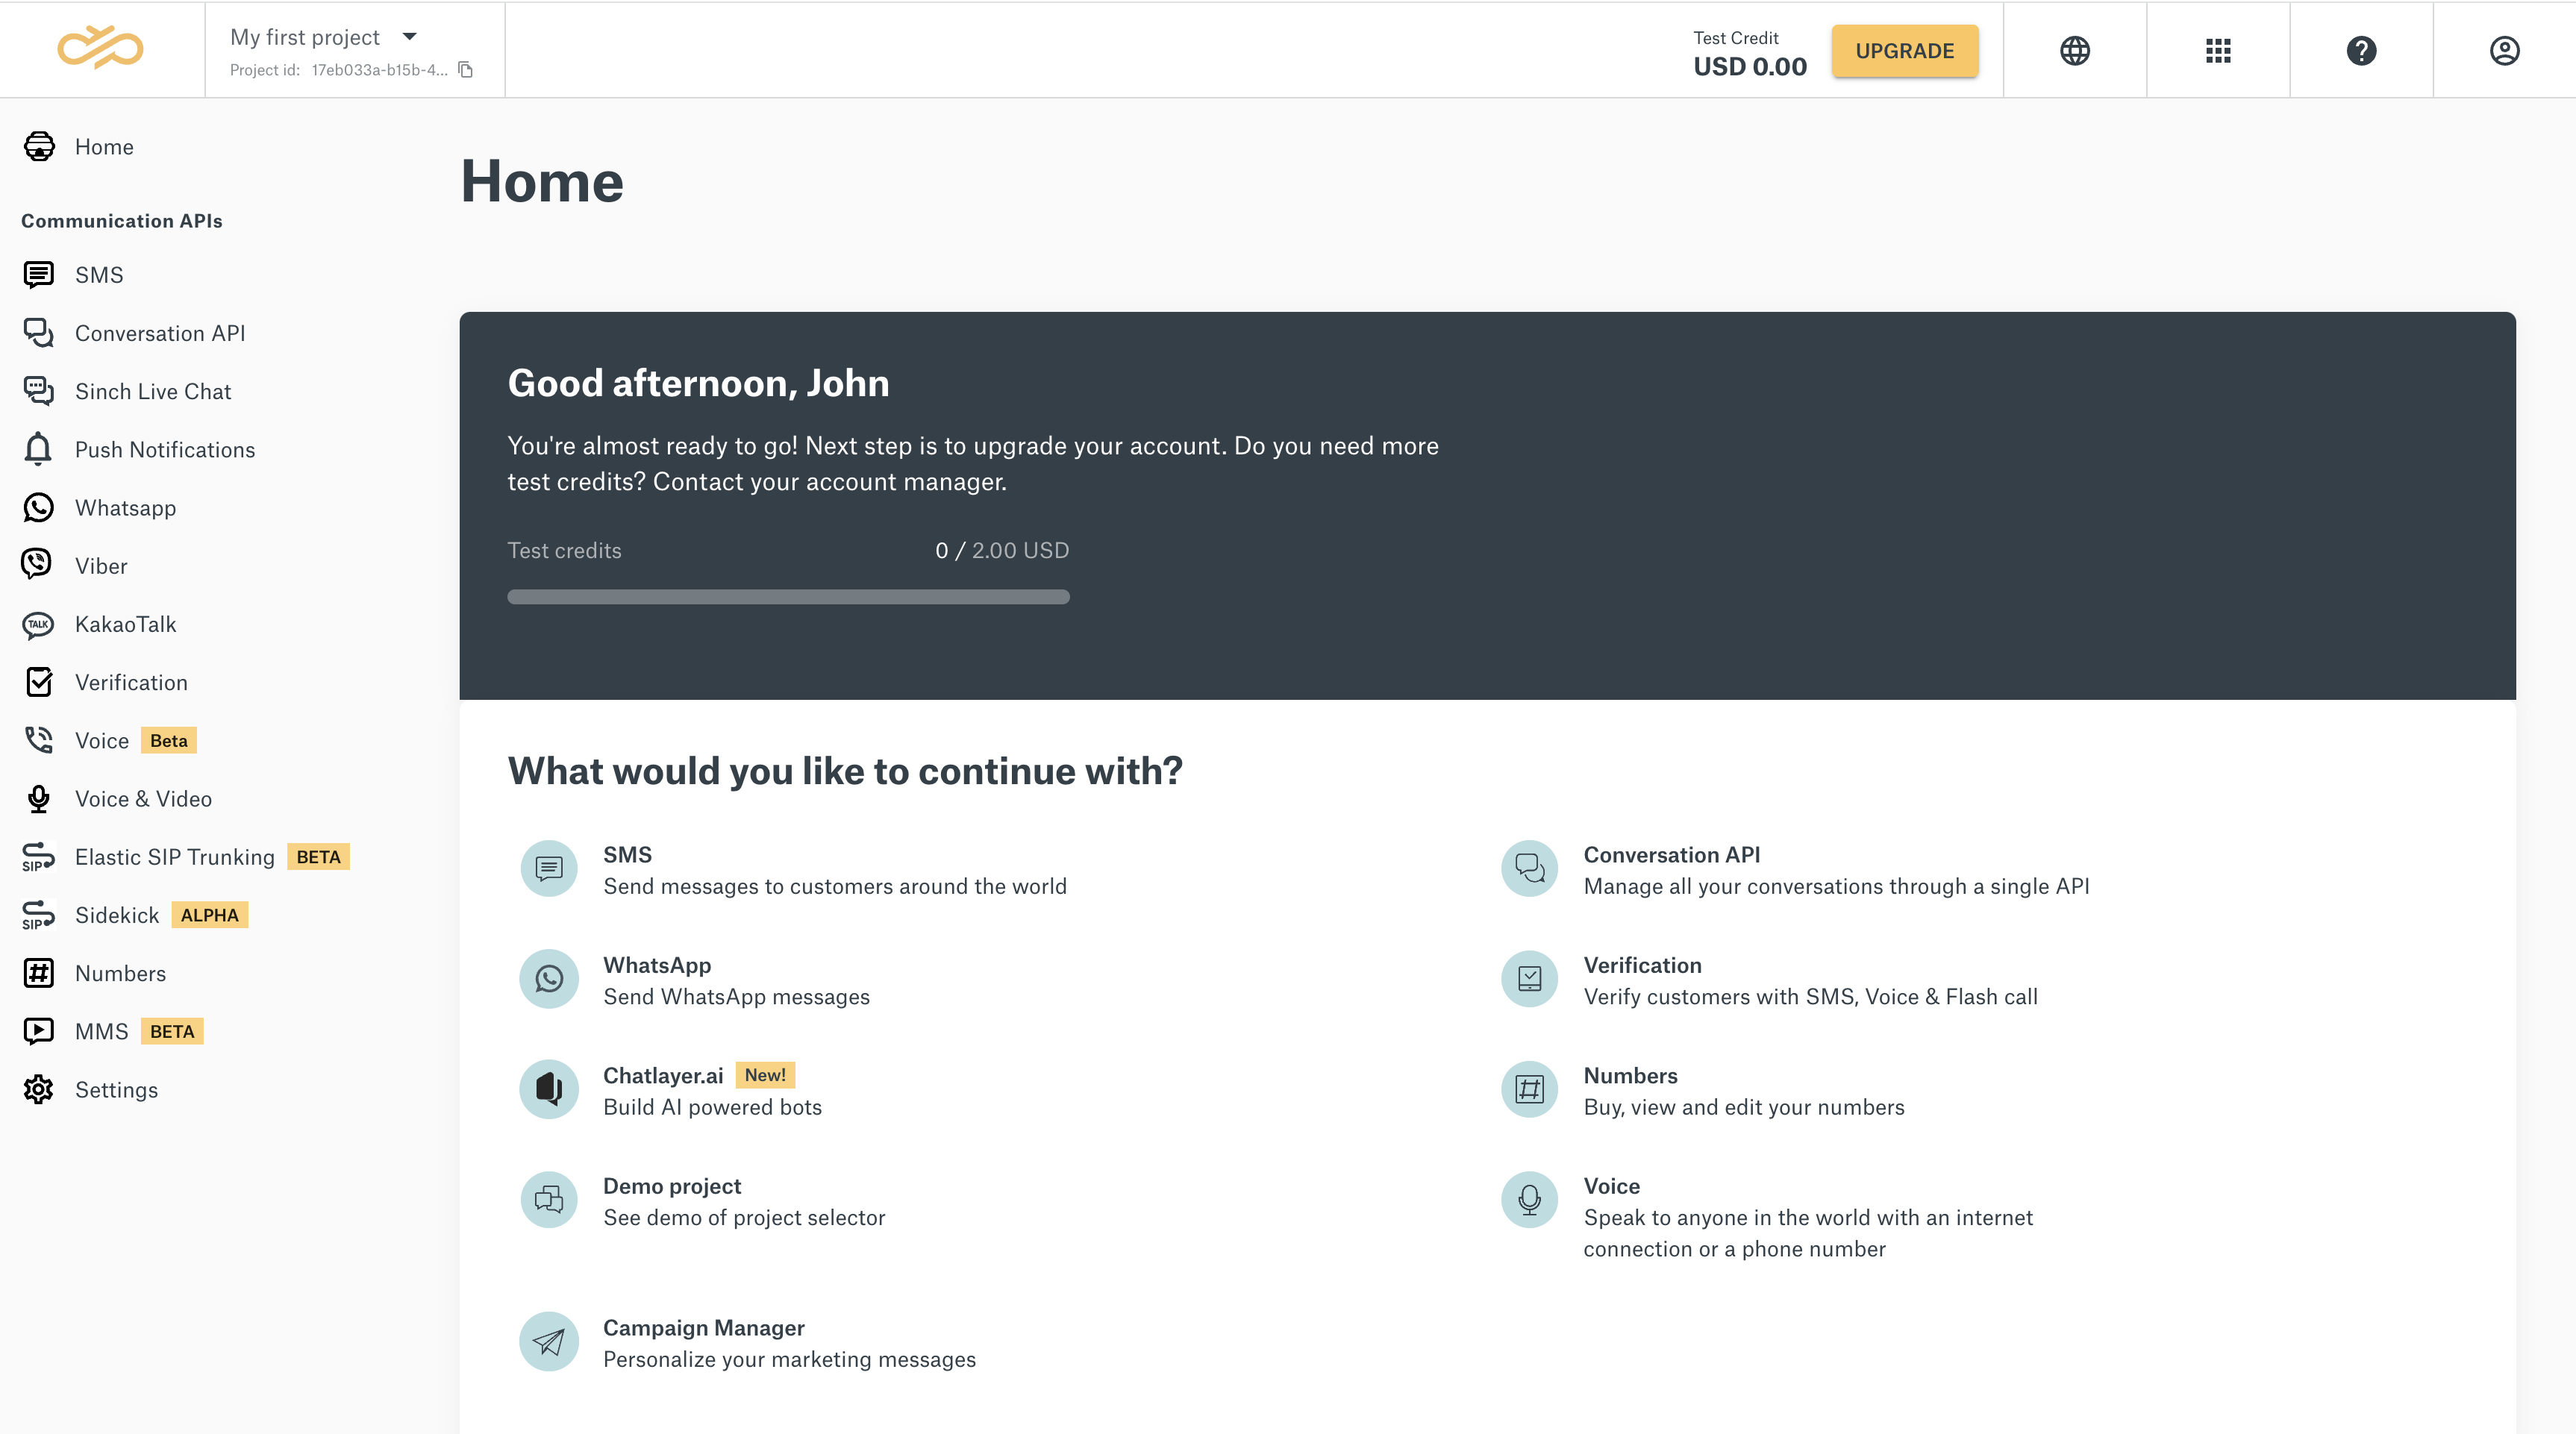 My first project
Project id: 17eb033a-b15b-4...
Test Credit
USD 0.00
UPGRADE
Home
Communication APIs
SMS
Conversation API
Sinch Live Chat
Push Notifications
Whatsapp
Viber
TALK
KakaoTalk
Verification
Voice Beta
Voice & Video
SIP
Elastic SIP Trunking BETA
SIP
Sidekick ALPHA
Numbers
MMS BETA
Settings
Home
Good afternoon, John
You're almost ready to go! Next step is to upgrade your account. Do you need more
test credits? Contact your account manager.
Test credits 0 / 2.00 USD
What would you like to continue with?
SMS
Send messages to customers around the world
Conversation API
Manage all your conversations through a single API
WhatsApp
Send WhatsApp messages
Verification
Verify customers with SMS, Voice & Flash call
Chatlayer.ai New!
Build AI powered bots
Numbers
Buy, view and edit your numbers
Demo project
See demo of project selector
Voice
Speak to anyone in the world with an internet
connection or a phone number
Campaign Manager
Personalize your marketing messages